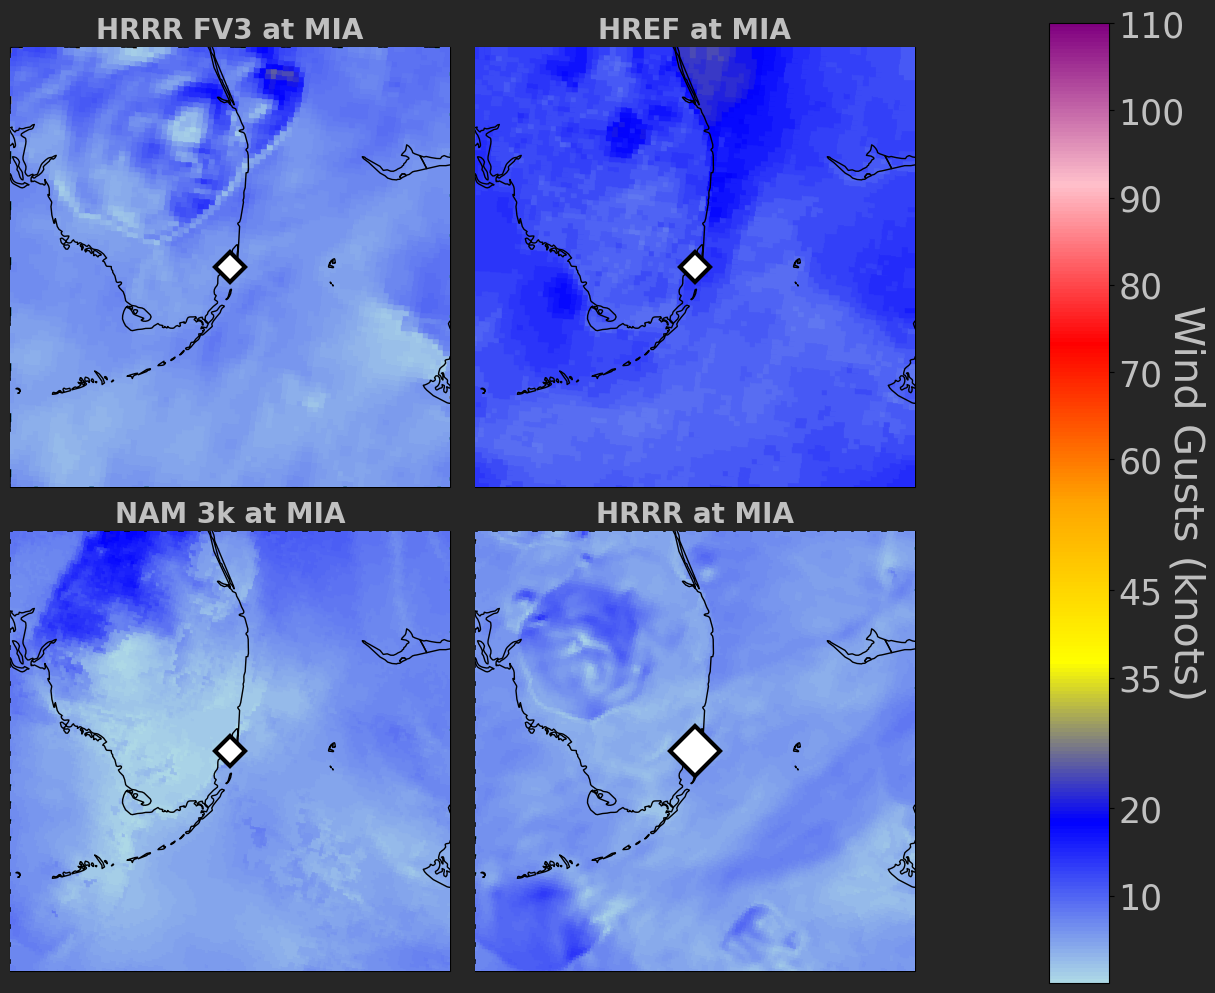 HRRR FV3 at MIA
HREF at MIA
NAM 3k at MIA
HRRR at MIA
110
100
90
80
70
60
45
35
20
10
Wind Gusts (knots)